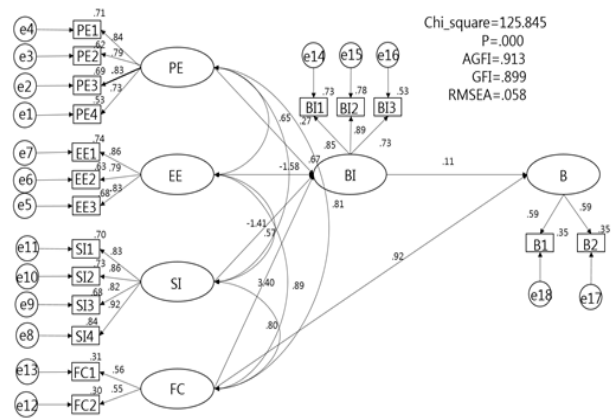 Chi_square=125.845
P=.000
AGFI=.913
GFI=.899
RMSEA=.058
e4 PE1 .71 .84
e3 PE2 .62 .79
e2 PE3 .69 .83
e1 PE4 .53 .73
PE
e7 EE1 .74 .86
e6 EE2 .63 .79
e5 EE3 .68 .83
EE
e11 SI1 .70 .83
e10 SI2 .73 .86
e9 SI3 .68 .82
e8 SI4 .84 .92
SI
e13 FC1 .31 .56
e12 FC2 .30 .55
FC
.65
.27
-1.58
.67
.81
-1.41
.57
3.40
.89
.80
e14 e15 e16
.73 .78 .53
BI1 BI2 BI3
.85 .89 .73
BI
.11
.92
B
.59 .59
B1 .35 B2 .35
e18 e17